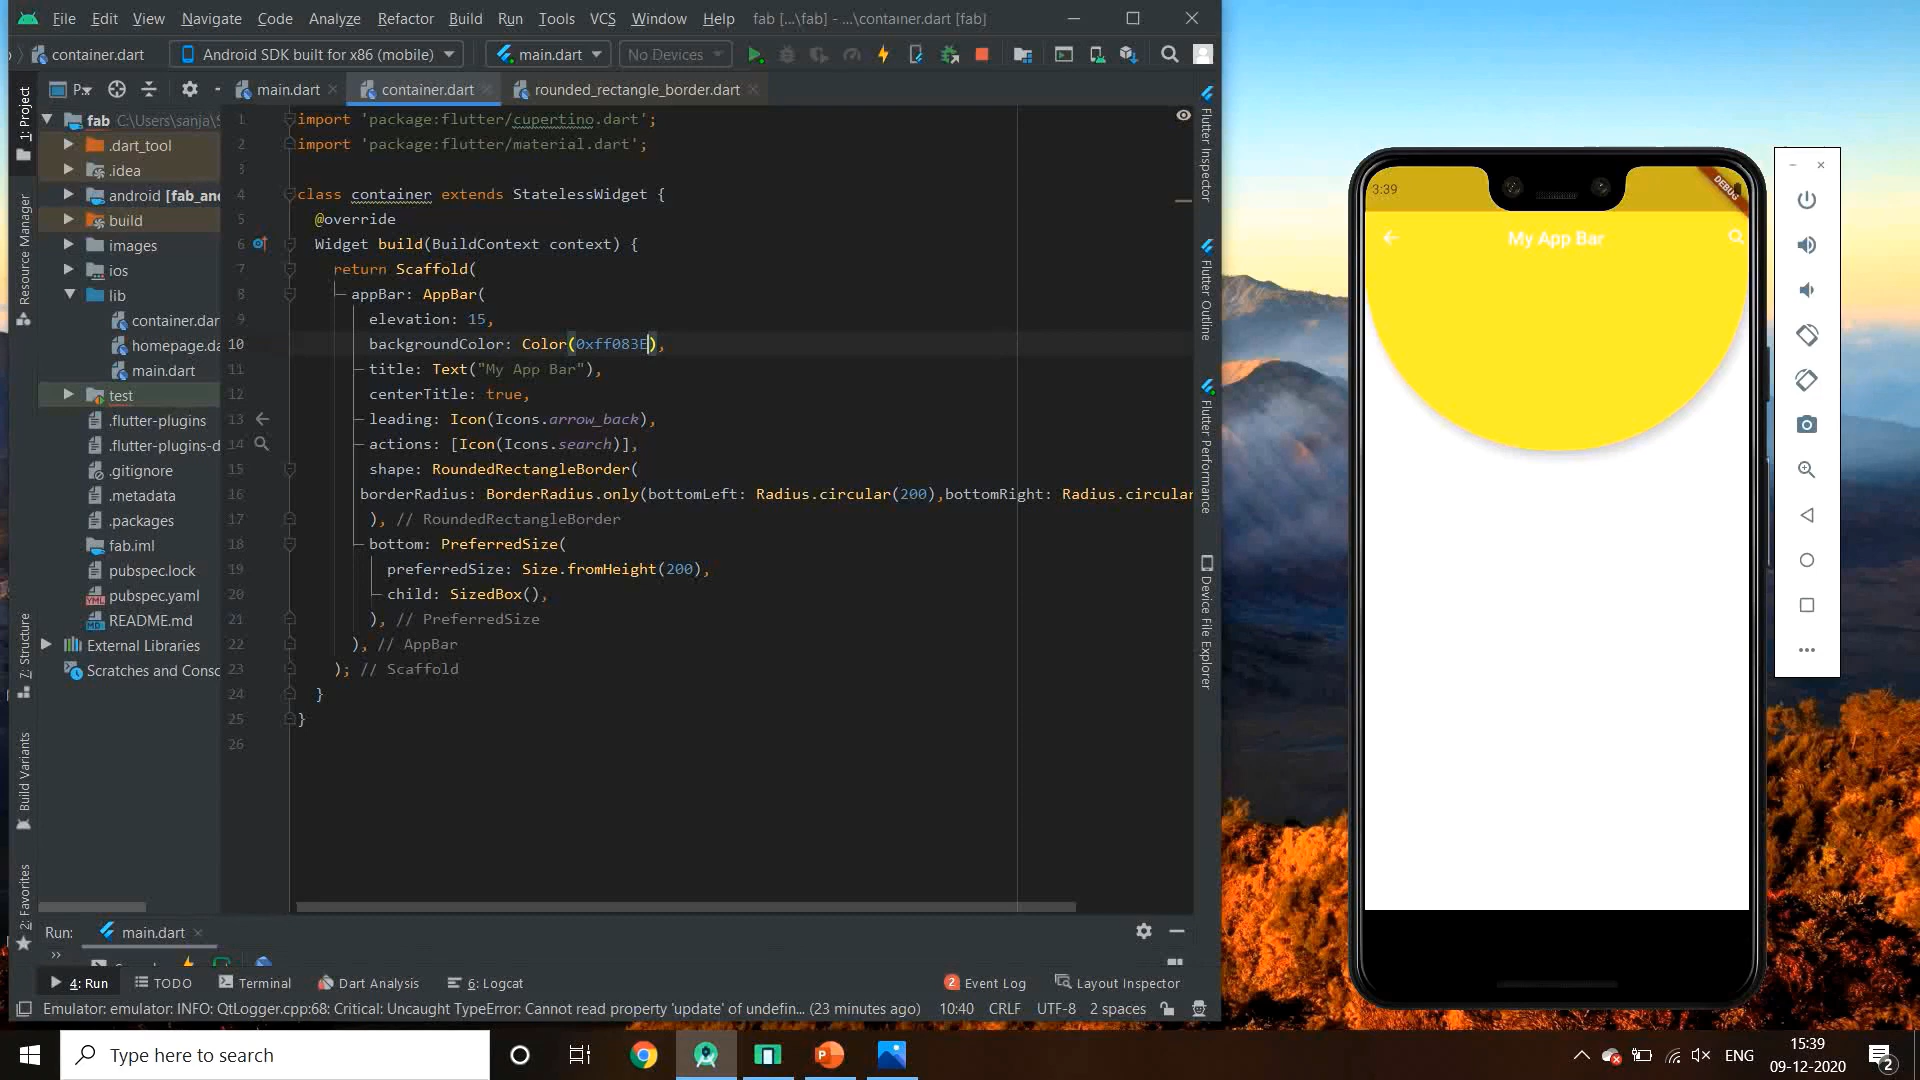 File Edit View Navigate Code Analyze Refactor Build Run Tools VCS Window Help fab [...\fab] - ...\container.dart [fab]
container.dart Android SDK built for x86 (mobile) main.dart No Devices
main.dart container.dart rounded_rectangle_border.dart
1: Project
Resource Manager
7: Structure
Build Variants
2: Favorites
fab C:\Users\sanja\
.dart_tool
.idea
android [fab_an
build
images
ios
lib
container.dar
homepage.da
main.dart
test
.flutter-plugins
.flutter-plugins-d
.gitignore
.metadata
.packages
fab.iml
pubspec.lock
pubspec.yaml
README.md
External Libraries
Scratches and Conso
1 import 'package:flutter/cupertino.dart';
2 import 'package:flutter/material.dart';
3
4 class container extends StatelessWidget {
5 @override
6 Widget build(BuildContext context) {
7 return Scaffold(
8 appBar: AppBar(
9 elevation: 15,
10 backgroundColor: Color(0xff083E),
11 title: Text("My App Bar"),
12 centerTitle: true,
13 leading: Icon(Icons.arrow_back),
14 actions: [Icon(Icons.search)],
15 shape: RoundedRectangleBorder(
16 borderRadius: BorderRadius.only(bottomLeft: Radius.circular(200),bottomRight: Radius.circular
17 ), // RoundedRectangleBorder
18 bottom: PreferredSize(
19 preferredSize: Size.fromHeight(200),
20 child: SizedBox(),
21 ), // PreferredSize
22 ), // AppBar
23 ); // Scaffold
24 }
25 }
26
Flutter Inspector
Flutter Outline
Flutter Performance
Device File Explorer
Run: main.dart
4: Run TODO Terminal Dart Analysis 6: Logcat 2 Event Log Layout Inspector
Emulator: emulator: INFO: QtLogger.cpp:68: Critical: Uncaught TypeError: Cannot read property 'update' of undefin... (23 minutes ago) 10:40 CRLF UTF-8 2 spaces
3:39
DEBUG
My App Bar
Type here to search
ENG
15:39
09-12-2020
2